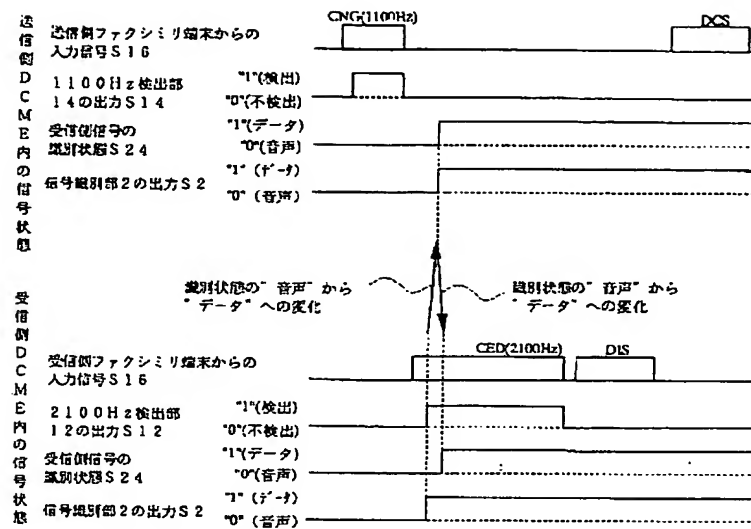 送信側DCME内の信号状態
CNG(1100Hz)
DCS
送信側ファクシミリ端末からの
入力信号S16
1100Hz検出部
14の出力S14
"1"(検出)
"0"(不検出)
受信側信号の
識別状態S24
"1"(データ)
"0"(音声)
信号識別部2の出力S2
"1"(データ)
"0"(音声)
識別状態の"音声"から
"データ"への変化
識別状態の"音声"から
"データ"への変化
受信側DCME内の信号状態
CED(2100Hz)
DIS
受信側ファクシミリ端末からの
入力信号S16
2100Hz検出部
12の出力S12
"1"(検出)
"0"(不検出)
受信側信号の
識別状態S24
"1"(データ)
"0"(音声)
信号識別部2の出力S2
"1"(データ)
"0"(音声)